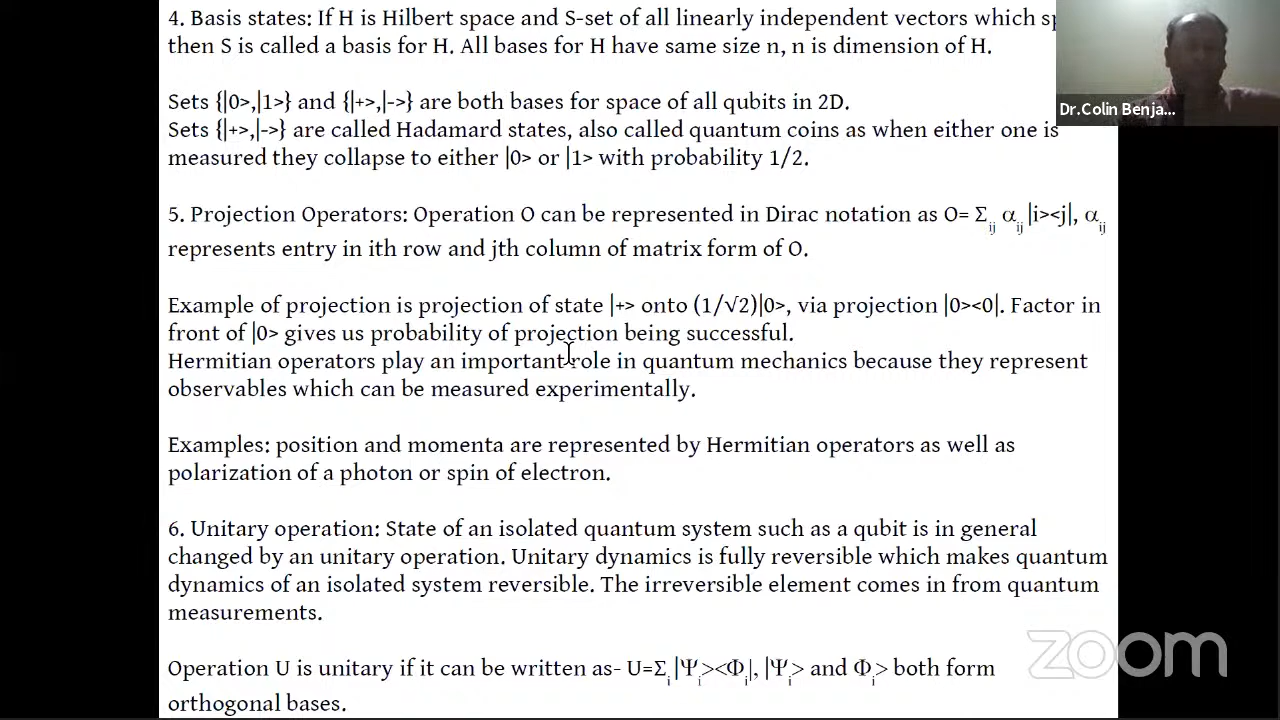 4. Basis states: If H is Hilbert space and S-set of all linearly independent vectors which
then S is called a basis for H. All bases for H have same size n, n is dimension of H.
Sets {|0>,|1>} and {|+>,|->} are both bases for space of all qubits in 2D.
Sets {|+>,|->} are called Hadamard states, also called quantum coins as when either one is
measured they collapse to either |0> or |1> with probability 1/2.
5. Projection Operators: Operation O can be represented in Dirac notation as O= Σij αij |i><j|, αij
represents entry in ith row and jth column of matrix form of O.
Example of projection is projection of state |+> onto (1/√2)|0>, via projection |0><0|. Factor in
front of |0> gives us probability of projection being successful.
Hermitian operators play an important role in quantum mechanics because they represent
observables which can be measured experimentally.
Examples: position and momenta are represented by Hermitian operators as well as
polarization of a photon or spin of electron.
6. Unitary operation: State of an isolated quantum system such as a qubit is in general
changed by an unitary operation. Unitary dynamics is fully reversible which makes quantum
dynamics of an isolated system reversible. The irreversible element comes in from quantum
measurements.
Operation U is unitary if it can be written as- U=Σi |Ψi><Φi|, |Ψi> and Φi> both form
orthogonal bases.
Dr.Colin Benja...
zoom